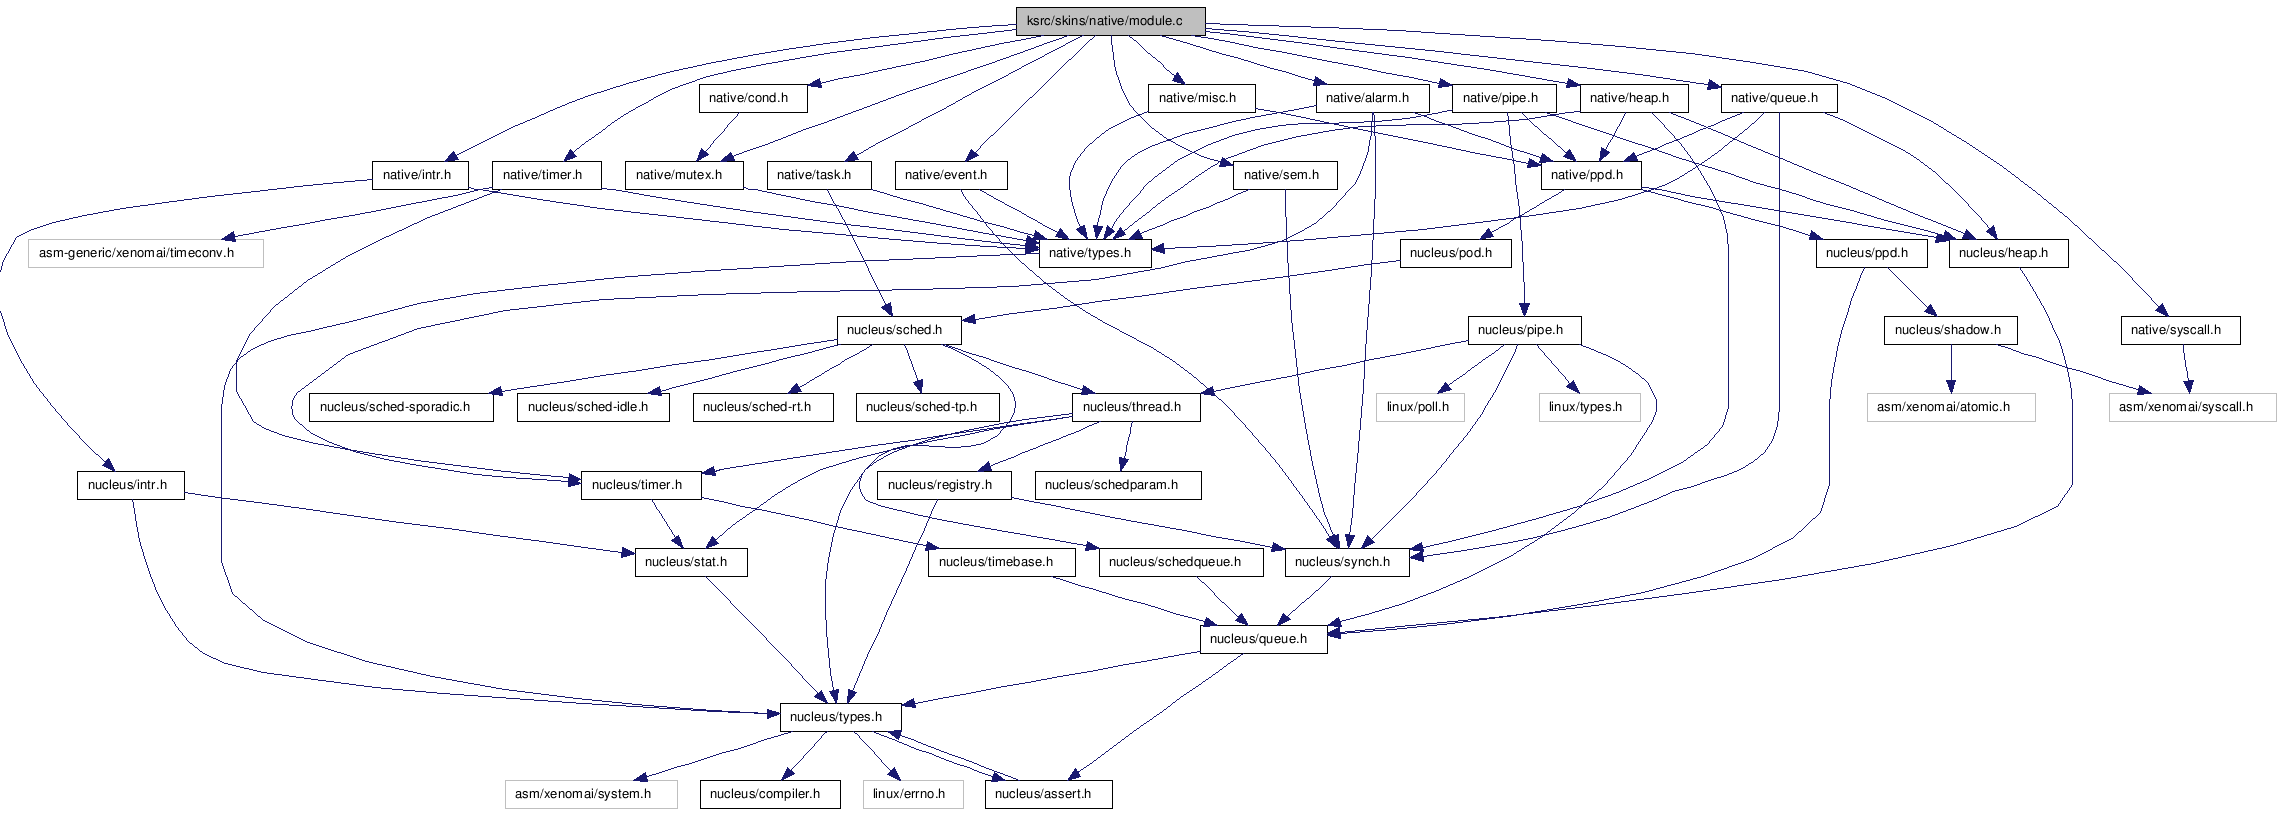 ksrc/skins/native/module.c
native/cond.h
native/misc.h
native/alarm.h
native/pipe.h
native/heap.h
native/queue.h
native/intr.h
native/timer.h
native/mutex.h
native/task.h
native/event.h
native/sem.h
native/ppd.h
asm-generic/xenomai/timeconv.h
native/types.h
nucleus/pod.h
nucleus/ppd.h
nucleus/heap.h
nucleus/sched.h
nucleus/pipe.h
nucleus/shadow.h
native/syscall.h
nucleus/sched-sporadic.h
nucleus/sched-idle.h
nucleus/sched-rt.h
nucleus/sched-tp.h
nucleus/thread.h
linux/poll.h
linux/types.h
asm/xenomai/atomic.h
asm/xenomai/syscall.h
nucleus/intr.h
nucleus/timer.h
nucleus/registry.h
nucleus/schedparam.h
nucleus/stat.h
nucleus/timebase.h
nucleus/schedqueue.h
nucleus/synch.h
nucleus/queue.h
nucleus/types.h
asm/xenomai/system.h
nucleus/compiler.h
linux/errno.h
nucleus/assert.h